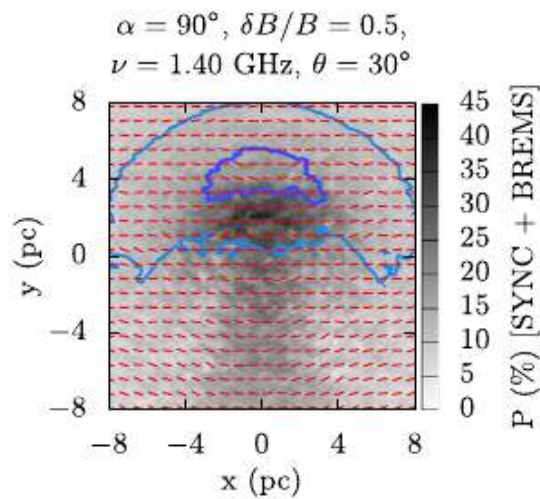 α = 90°, δB/B = 0.5,
ν = 1.40 GHz, θ = 30°
8
4
0
−4
−8
y (pc)
−8 −4 0 4 8
x (pc)
45
40
35
30
25
20
15
10
5
0
P (%) [SYNC + BREMS]